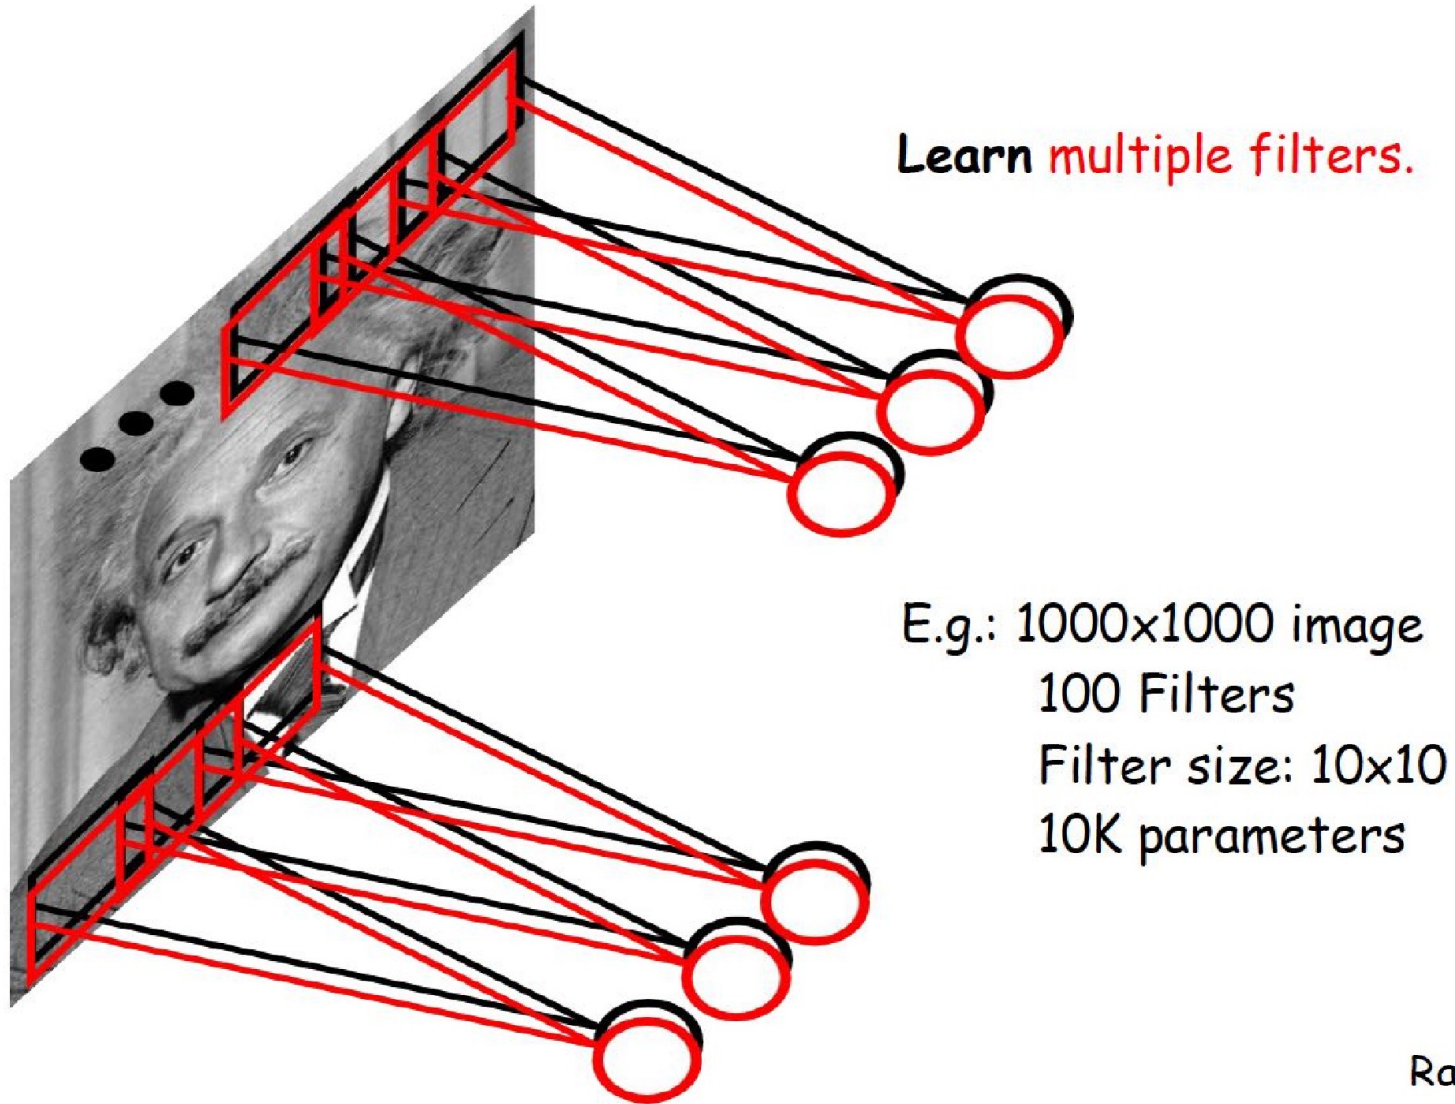 Learn multiple filters.
E.g.: 1000x1000 image
100 Filters
Filter size: 10x10
10K parameters